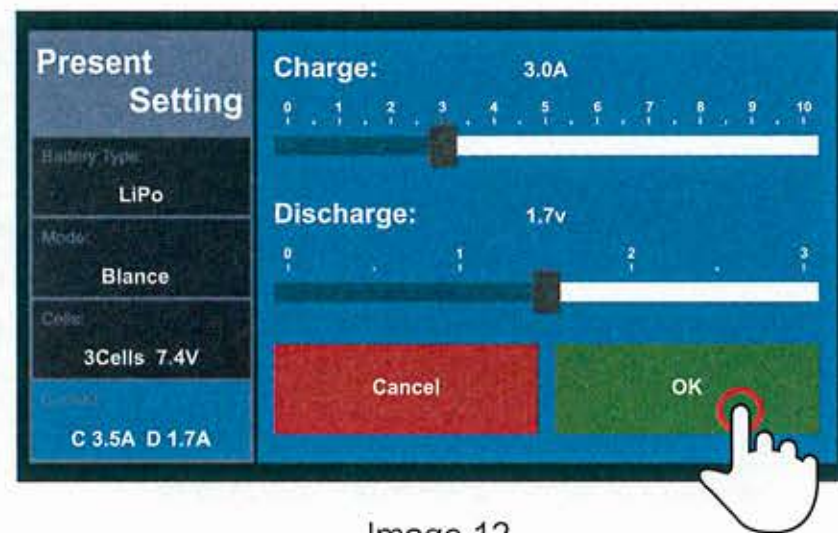 Present
Setting
Battery Type:
LiPo
Mode:
Blance
Cells:
3Cells 7.4V
C 3.5A D 1.7A
Charge: 3.0A
0 1 2 3 4 5 6 7 8 9 10
Discharge: 1.7v
0 1 2 3
Cancel
OK
Image 12